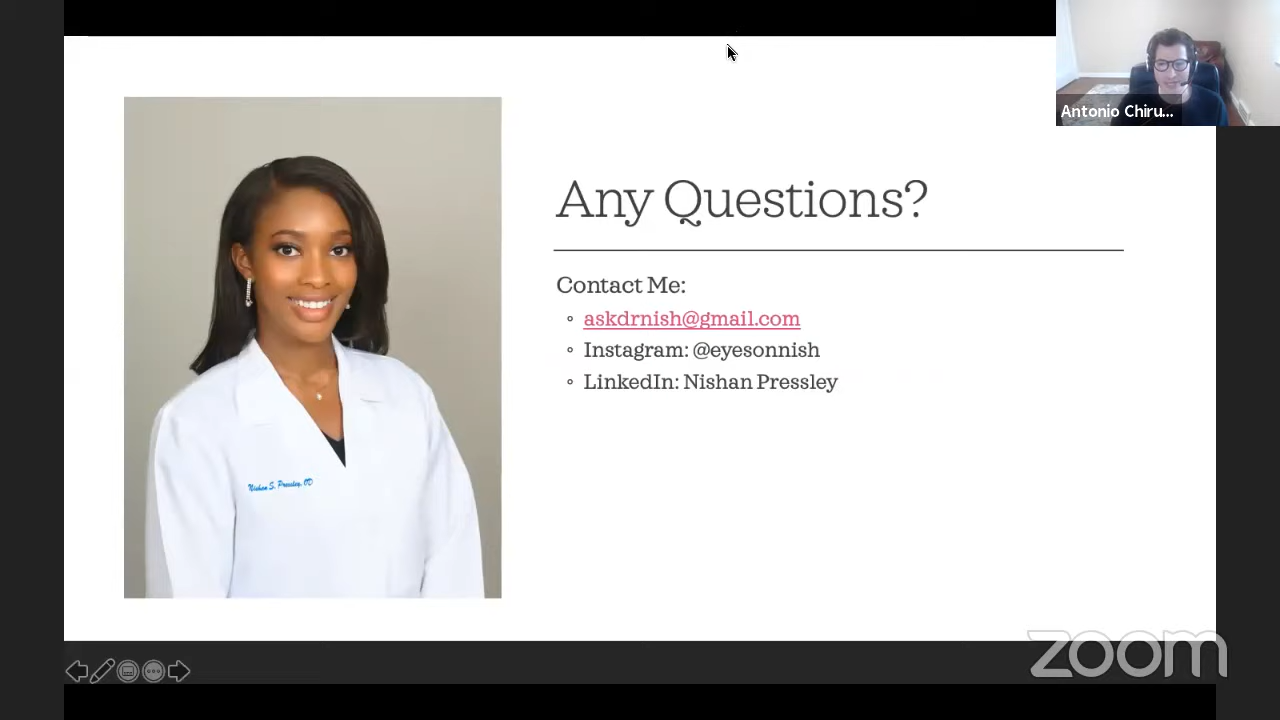 Antonio Chiru...
Any Questions?
Contact Me:
askdrnish@gmail.com
Instagram: @eyesonnish
LinkedIn: Nishan Pressley
Nishan S. Pressley, OD
zoom